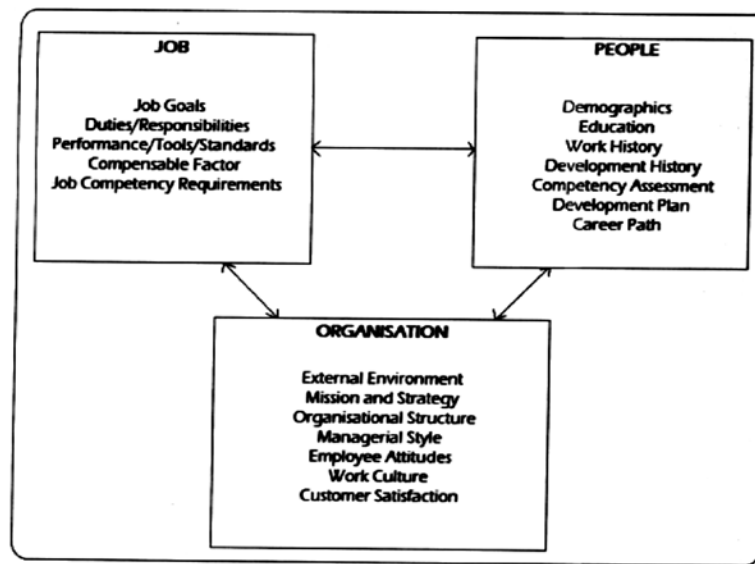 JOB
Job Goals
Duties/Responsibilities
Performance/Tools/Standards
Compensable Factor
Job Competency Requirements
PEOPLE
Demographics
Education
Work History
Development History
Competency Assessment
Development Plan
Career Path
ORGANISATION
External Environment
Mission and Strategy
Organisational Structure
Managerial Style
Employee Attitudes
Work Culture
Customer Satisfaction